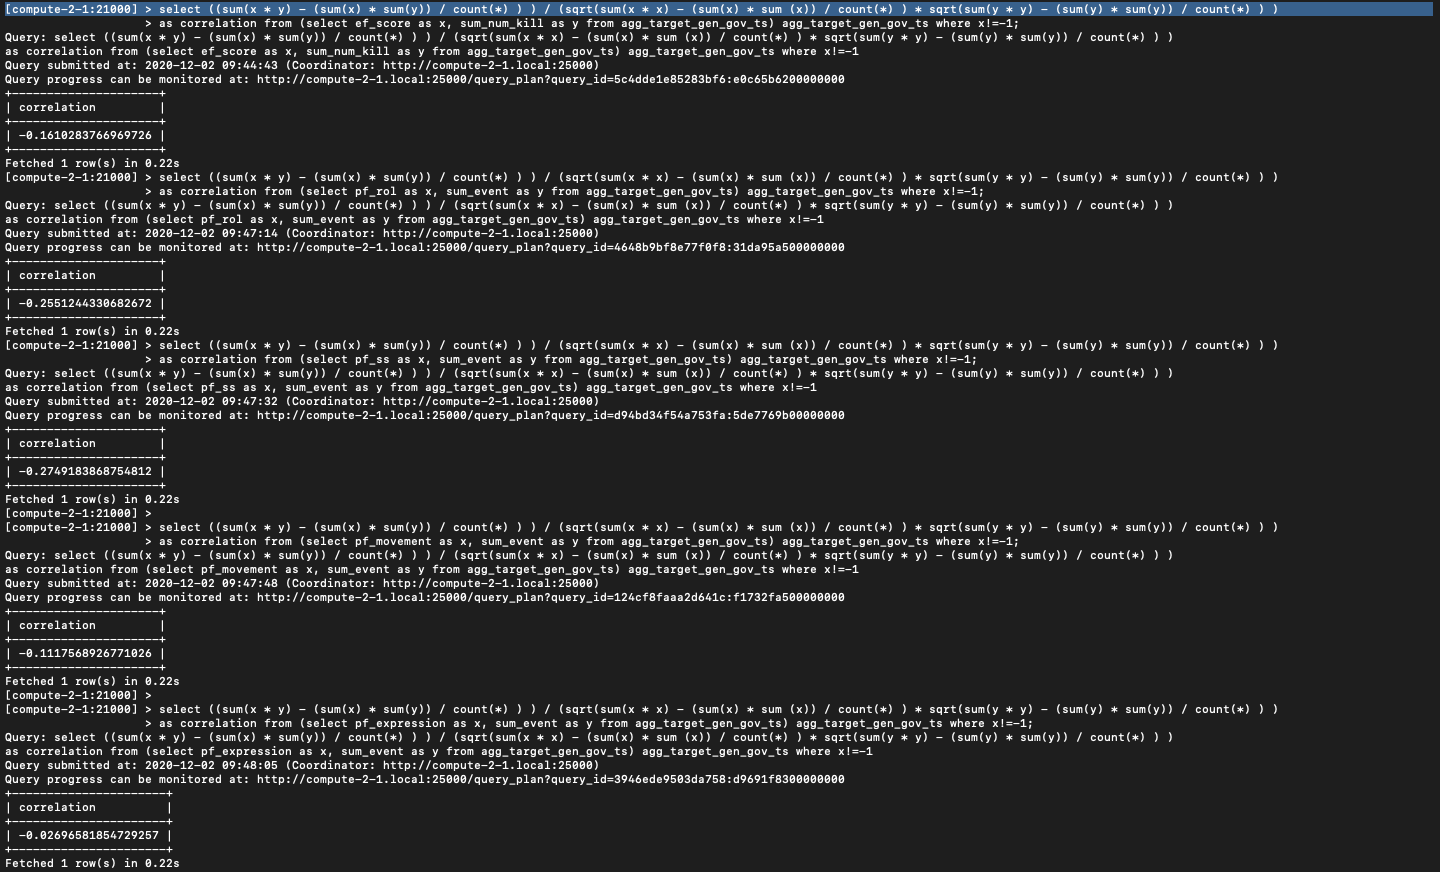 [compute-2-1:21000] > select ((sum(x * y) - (sum(x) * sum(y)) / count(*) ) ) / (sqrt(sum(x * x) - (sum(x) * sum (x)) / count(*) ) * sqrt(sum(y * y) - (sum(y) * sum(y)) / count(*) ) )
                    > as correlation from (select ef_score as x, sum_num_kill as y from agg_target_gen_gov_ts) agg_target_gen_gov_ts where x!=-1;
Query: select ((sum(x * y) - (sum(x) * sum(y)) / count(*) ) ) / (sqrt(sum(x * x) - (sum(x) * sum (x)) / count(*) ) * sqrt(sum(y * y) - (sum(y) * sum(y)) / count(*) ) )
as correlation from (select ef_score as x, sum_num_kill as y from agg_target_gen_gov_ts) agg_target_gen_gov_ts where x!=-1
Query submitted at: 2020-12-02 09:44:43 (Coordinator: http://compute-2-1.local:25000)
Query progress can be monitored at: http://compute-2-1.local:25000/query_plan?query_id=5c4dde1e85283bf6:e0c65b6200000000
+---------------------+
| correlation         |
+---------------------+
| -0.1610283766969726 |
+---------------------+
Fetched 1 row(s) in 0.22s
[compute-2-1:21000] > select ((sum(x * y) - (sum(x) * sum(y)) / count(*) ) ) / (sqrt(sum(x * x) - (sum(x) * sum (x)) / count(*) ) * sqrt(sum(y * y) - (sum(y) * sum(y)) / count(*) ) )
                    > as correlation from (select pf_rol as x, sum_event as y from agg_target_gen_gov_ts) agg_target_gen_gov_ts where x!=-1;
Query: select ((sum(x * y) - (sum(x) * sum(y)) / count(*) ) ) / (sqrt(sum(x * x) - (sum(x) * sum (x)) / count(*) ) * sqrt(sum(y * y) - (sum(y) * sum(y)) / count(*) ) )
as correlation from (select pf_rol as x, sum_event as y from agg_target_gen_gov_ts) agg_target_gen_gov_ts where x!=-1
Query submitted at: 2020-12-02 09:47:14 (Coordinator: http://compute-2-1.local:25000)
Query progress can be monitored at: http://compute-2-1.local:25000/query_plan?query_id=4648b9bf8e77f0f8:31da95a500000000
+---------------------+
| correlation         |
+---------------------+
| -0.2551244330682672 |
+---------------------+
Fetched 1 row(s) in 0.22s
[compute-2-1:21000] > select ((sum(x * y) - (sum(x) * sum(y)) / count(*) ) ) / (sqrt(sum(x * x) - (sum(x) * sum (x)) / count(*) ) * sqrt(sum(y * y) - (sum(y) * sum(y)) / count(*) ) )
                    > as correlation from (select pf_ss as x, sum_event as y from agg_target_gen_gov_ts) agg_target_gen_gov_ts where x!=-1;
Query: select ((sum(x * y) - (sum(x) * sum(y)) / count(*) ) ) / (sqrt(sum(x * x) - (sum(x) * sum (x)) / count(*) ) * sqrt(sum(y * y) - (sum(y) * sum(y)) / count(*) ) )
as correlation from (select pf_ss as x, sum_event as y from agg_target_gen_gov_ts) agg_target_gen_gov_ts where x!=-1
Query submitted at: 2020-12-02 09:47:32 (Coordinator: http://compute-2-1.local:25000)
Query progress can be monitored at: http://compute-2-1.local:25000/query_plan?query_id=d94bd34f54a753fa:5de7769b00000000
+---------------------+
| correlation         |
+---------------------+
| -0.2749183868754812 |
+---------------------+
Fetched 1 row(s) in 0.22s
[compute-2-1:21000] >
[compute-2-1:21000] > select ((sum(x * y) - (sum(x) * sum(y)) / count(*) ) ) / (sqrt(sum(x * x) - (sum(x) * sum (x)) / count(*) ) * sqrt(sum(y * y) - (sum(y) * sum(y)) / count(*) ) )
                    > as correlation from (select pf_movement as x, sum_event as y from agg_target_gen_gov_ts) agg_target_gen_gov_ts where x!=-1;
Query: select ((sum(x * y) - (sum(x) * sum(y)) / count(*) ) ) / (sqrt(sum(x * x) - (sum(x) * sum (x)) / count(*) ) * sqrt(sum(y * y) - (sum(y) * sum(y)) / count(*) ) )
as correlation from (select pf_movement as x, sum_event as y from agg_target_gen_gov_ts) agg_target_gen_gov_ts where x!=-1
Query submitted at: 2020-12-02 09:47:48 (Coordinator: http://compute-2-1.local:25000)
Query progress can be monitored at: http://compute-2-1.local:25000/query_plan?query_id=124cf8faaa2d641c:f1732fa500000000
+---------------------+
| correlation         |
+---------------------+
| -0.1117568926771026 |
+---------------------+
Fetched 1 row(s) in 0.22s
[compute-2-1:21000] >
[compute-2-1:21000] > select ((sum(x * y) - (sum(x) * sum(y)) / count(*) ) ) / (sqrt(sum(x * x) - (sum(x) * sum (x)) / count(*) ) * sqrt(sum(y * y) - (sum(y) * sum(y)) / count(*) ) )
                    > as correlation from (select pf_expression as x, sum_event as y from agg_target_gen_gov_ts) agg_target_gen_gov_ts where x!=-1;
Query: select ((sum(x * y) - (sum(x) * sum(y)) / count(*) ) ) / (sqrt(sum(x * x) - (sum(x) * sum (x)) / count(*) ) * sqrt(sum(y * y) - (sum(y) * sum(y)) / count(*) ) )
as correlation from (select pf_expression as x, sum_event as y from agg_target_gen_gov_ts) agg_target_gen_gov_ts where x!=-1
Query submitted at: 2020-12-02 09:48:05 (Coordinator: http://compute-2-1.local:25000)
Query progress can be monitored at: http://compute-2-1.local:25000/query_plan?query_id=3946ede9503da758:d9691f8300000000
+----------------------+
| correlation          |
+----------------------+
| -0.02696581854729257 |
+----------------------+
Fetched 1 row(s) in 0.22s